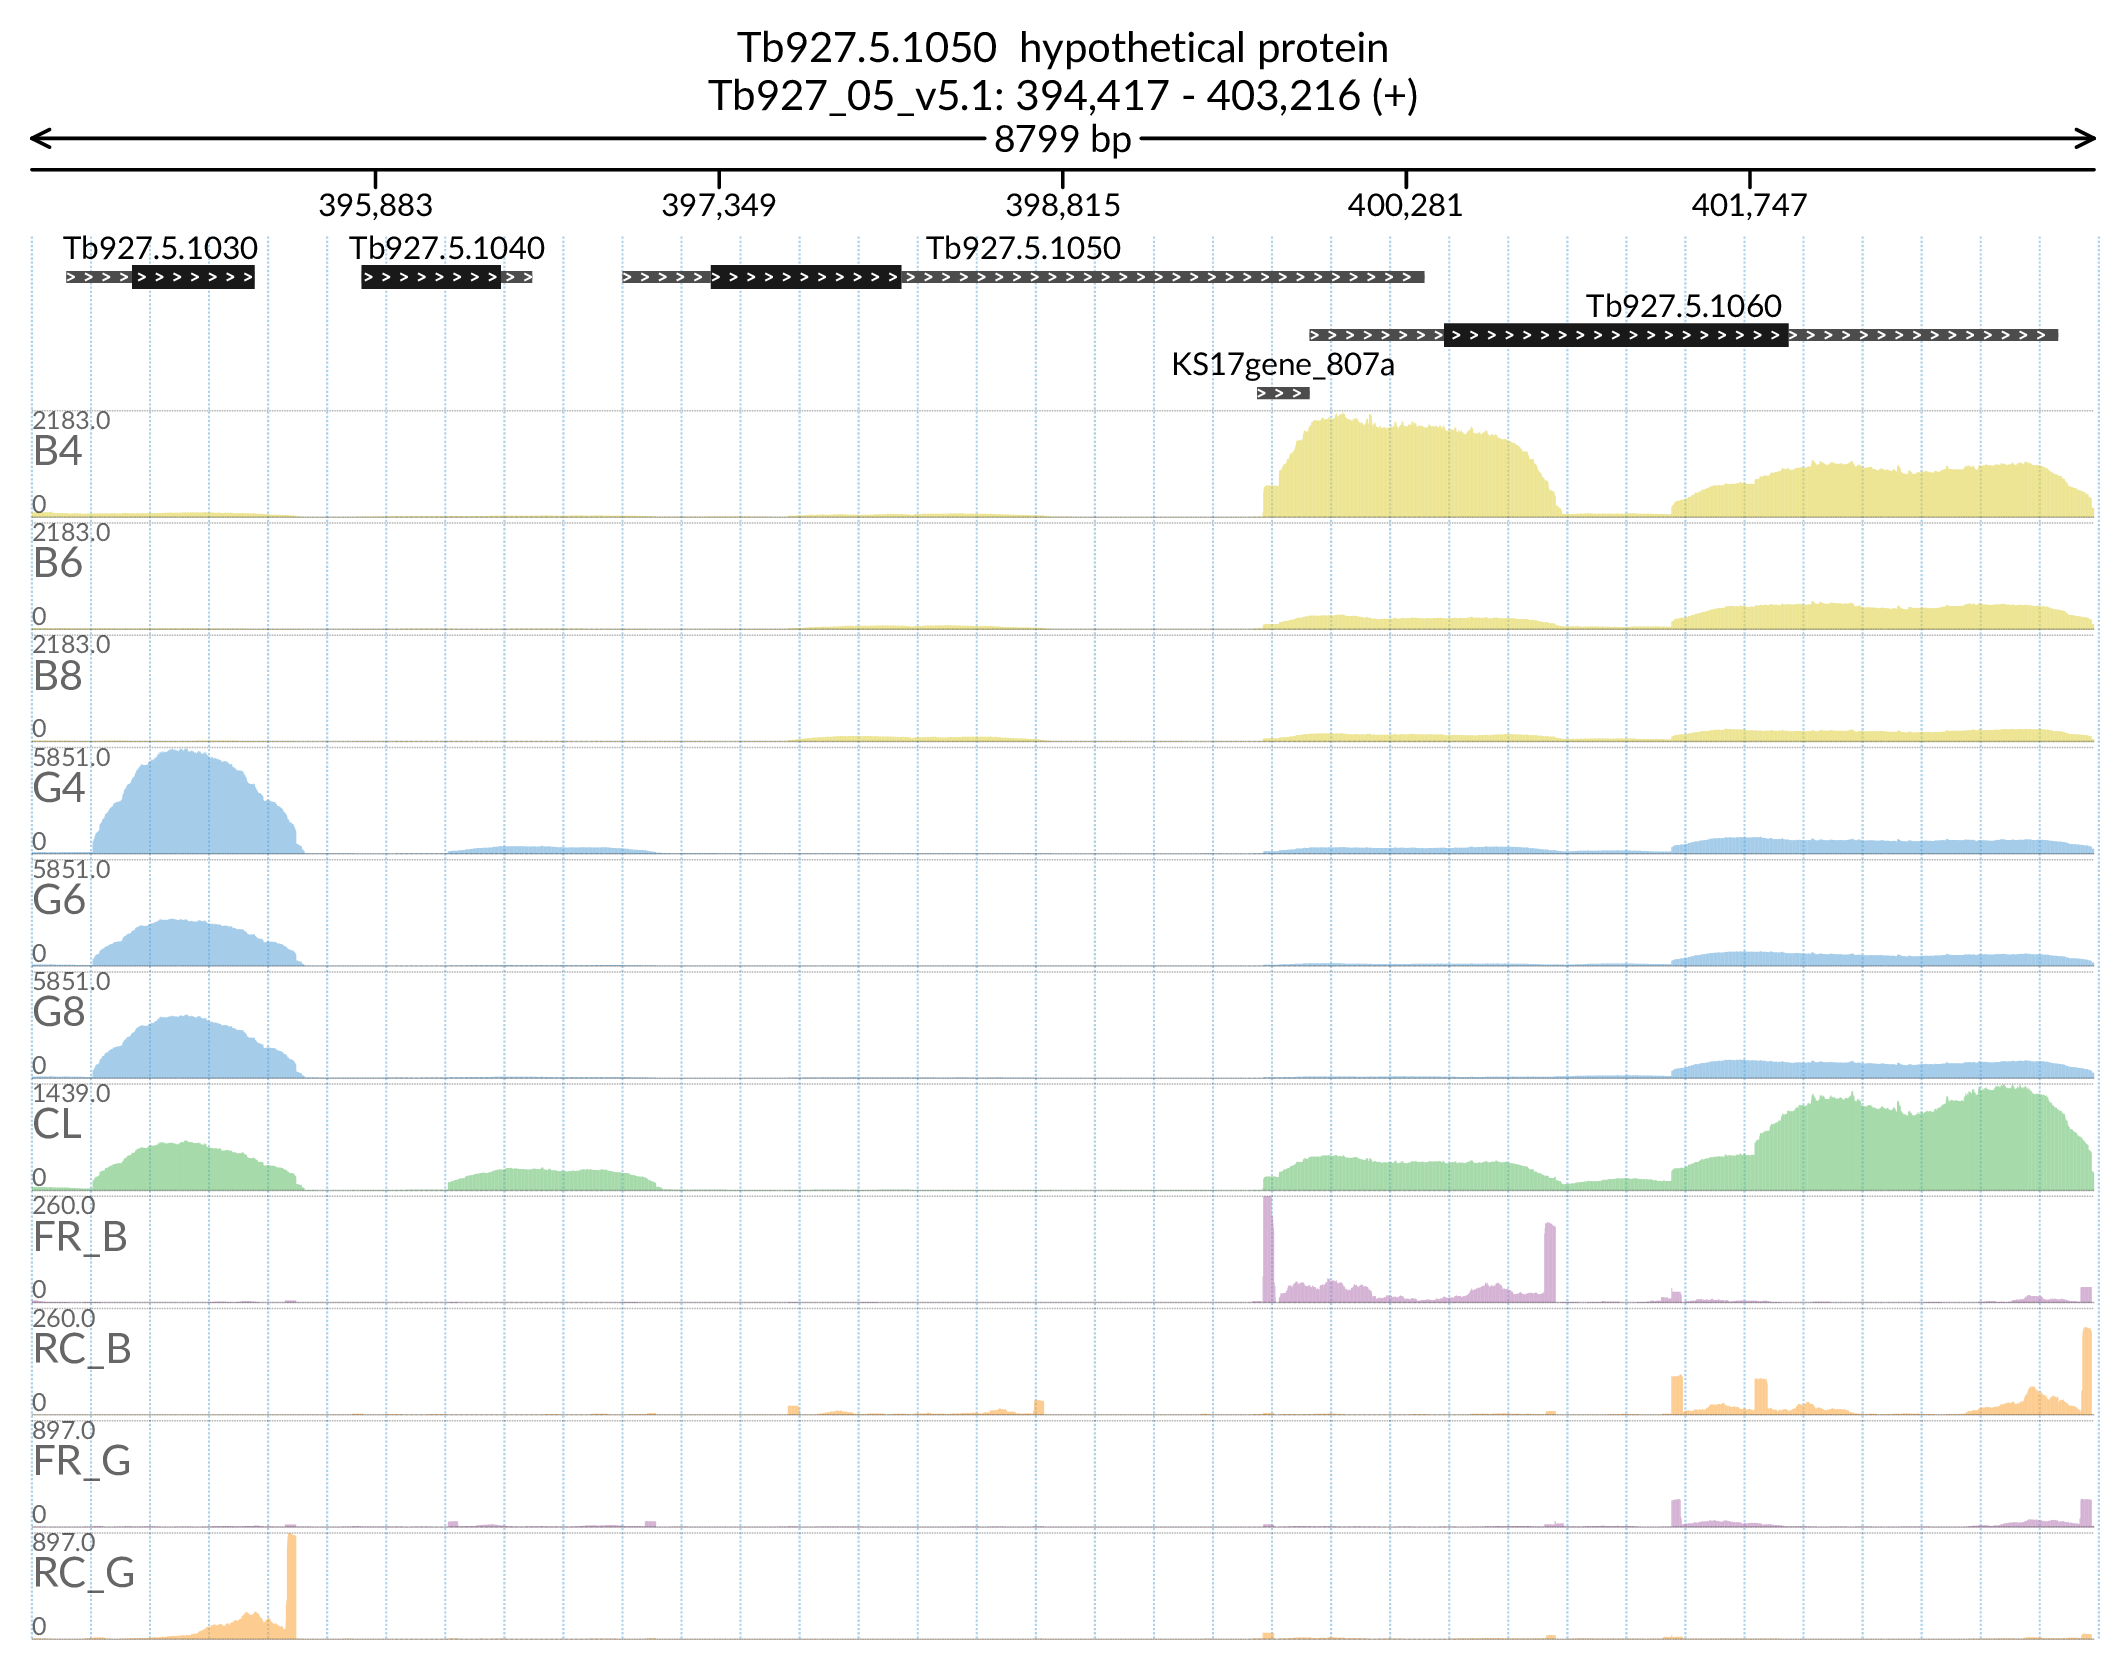 Tb927.5.1050  hypothetical protein
Tb927_05_v5.1: 394,417 - 403,216 (+)
8799 bp
395,883 397,349 398,815 400,281 401,747
Tb927.5.1030 Tb927.5.1040 Tb927.5.1050
Tb927.5.1060
KS17gene_807a
2183.0
B4
0
2183.0
B6
0
2183.0
B8
0
5851.0
G4
0
5851.0
G6
0
5851.0
G8
0
1439.0
CL
0
260.0
FR_B
0
260.0
RC_B
0
897.0
FR_G
0
897.0
RC_G
0